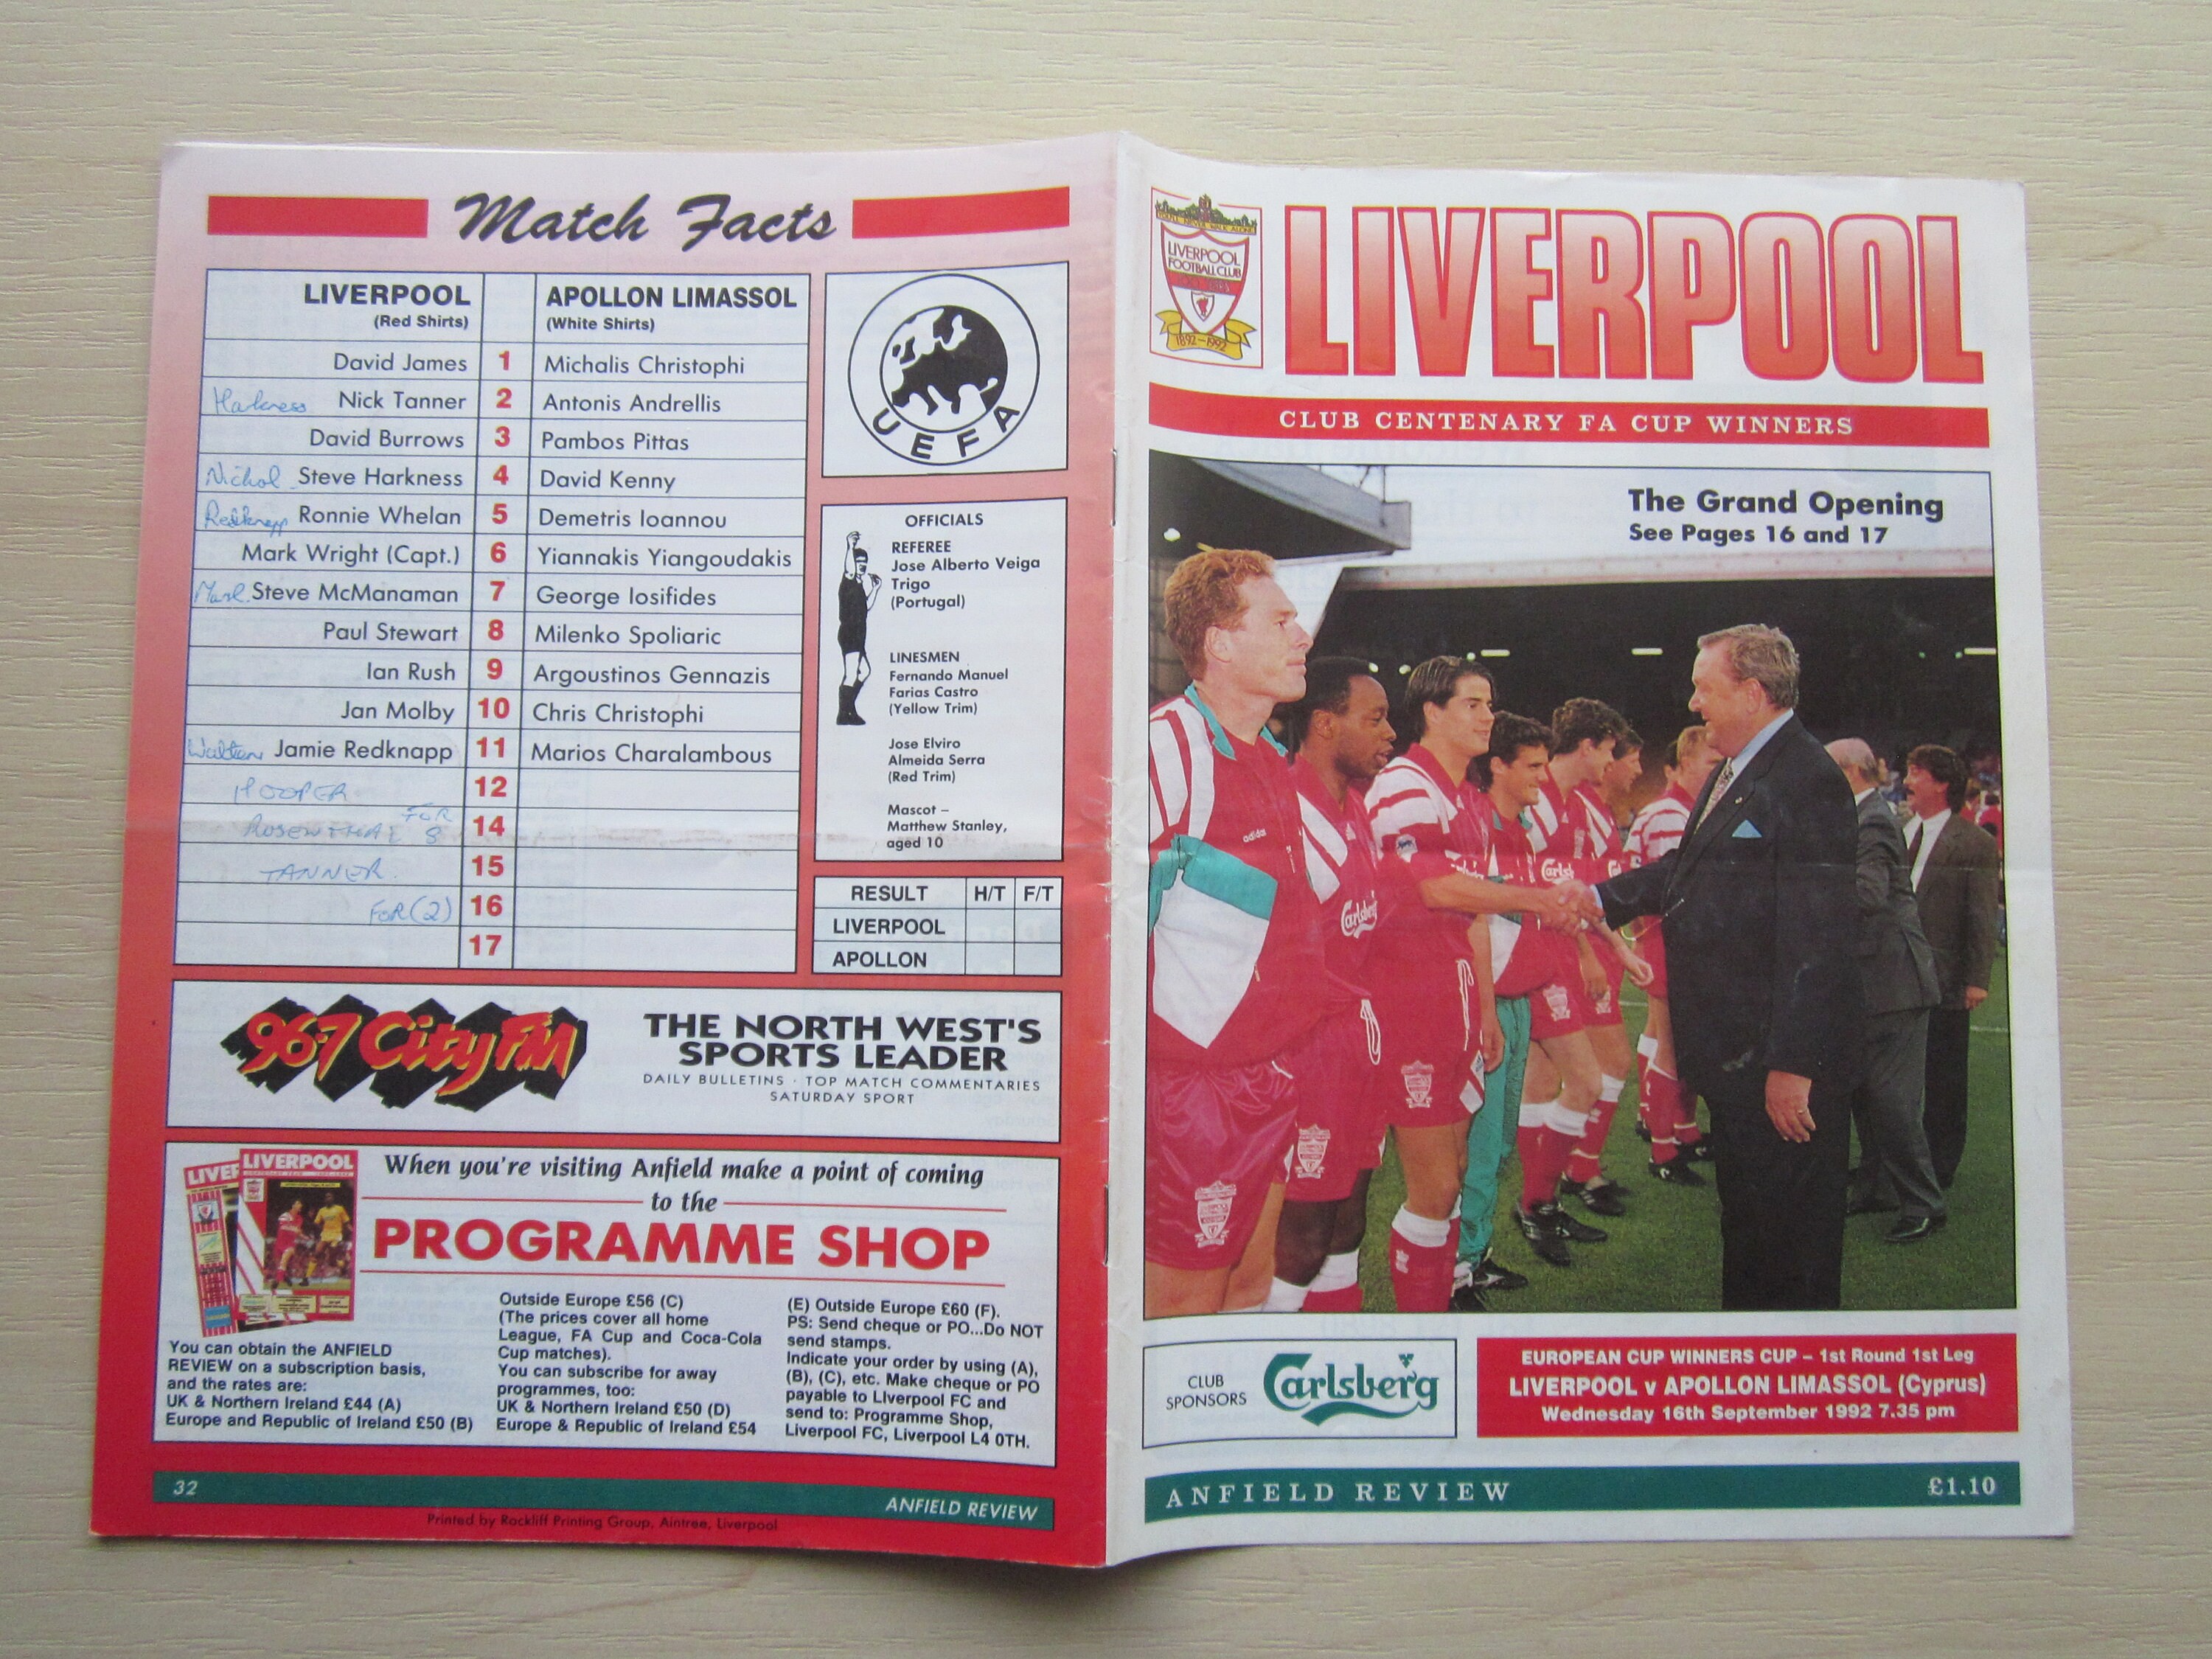 Match Facts
LIVERPOOL
(Red Shirts)
APOLLON LIMASSOL
(White Shirts)
David James 1 Michalis Christophi
Harkness Nick Tanner 2 Antonis Andrellis
David Burrows 3 Pambos Pittas
Nichol Steve Harkness 4 David Kenny
Redknapp Ronnie Whelan 5 Demetris Ioannou
Mark Wright (Capt.) 6 Yiannakis Yiangoudakis
Steve McManaman 7 George Iosifides
Paul Stewart 8 Milenko Spoliaric
Ian Rush 9 Argoustinos Gennazis
Jan Molby 10 Chris Christophi
Walters Jamie Redknapp 11 Marios Charalambous
HOOPER 12
ROSENTHAL FOR 8 14
TANNER 15
FOR (2) 16
17
UEFA
OFFICIALS
REFEREE
Jose Alberto Veiga
Trigo
(Portugal)
LINESMEN
Fernando Manuel
Farias Castro
(Yellow Trim)
Jose Elviro
Almeida Serra
(Red Trim)
Mascot –
Matthew Stanley,
aged 10
RESULT H/T F/T
LIVERPOOL
APOLLON
96·7 City FM
THE NORTH WEST'S
SPORTS LEADER
DAILY BULLETINS · TOP MATCH COMMENTARIES
SATURDAY SPORT
LIVERPOOL
When you're visiting Anfield make a point of coming
to the
PROGRAMME SHOP
You can obtain the ANFIELD
REVIEW on a subscription basis,
and the rates are:
UK & Northern Ireland £44 (A)
Europe and Republic of Ireland £50 (B)
Outside Europe £56 (C)
(The prices cover all home
League, FA Cup and Coca-Cola
Cup matches).
You can subscribe for away
programmes, too:
UK & Northern Ireland £50 (D)
Europe & Republic of Ireland £54
(E) Outside Europe £60 (F).
PS: Send cheque or PO...Do NOT
send stamps.
Indicate your order by using (A),
(B), (C), etc. Make cheque or PO
payable to Liverpool FC and
send to: Programme Shop,
Liverpool FC, Liverpool L4 0TH.
32
ANFIELD REVIEW
Printed by Rockliff Printing Group, Aintree, Liverpool
YOU'LL NEVER WALK ALONE
LIVERPOOL
FOOTBALL CLUB
1892-1992
LIVERPOOL
CLUB CENTENARY FA CUP WINNERS
The Grand Opening
See Pages 16 and 17
adidas
Carlsberg
CLUB
SPONSORS
Carlsberg
EUROPEAN CUP WINNERS CUP – 1st Round 1st Leg
LIVERPOOL v APOLLON LIMASSOL (Cyprus)
Wednesday 16th September 1992 7.35 pm
ANFIELD REVIEW
£1.10